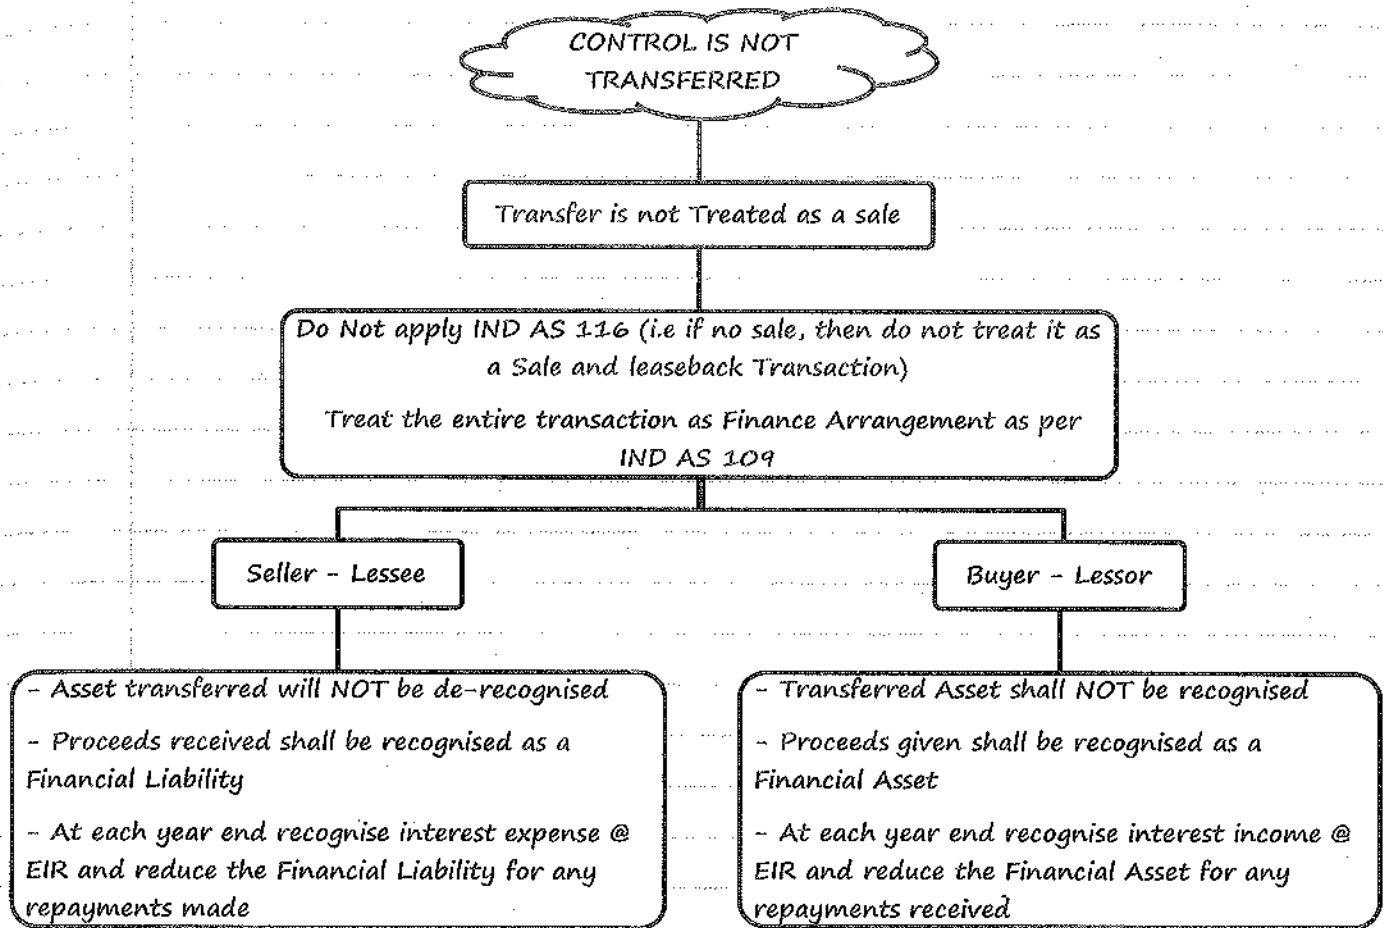 CONTROL IS NOT
TRANSFERRED
Transfer is not Treated as a sale
Do Not apply IND AS 116 (i.e if no sale, then do not treat it as
a Sale and leaseback Transaction)
Treat the entire transaction as Finance Arrangement as per
IND AS 109
Seller - Lessee
Buyer - Lessor
- Asset transferred will NOT be de-recognised
- Proceeds received shall be recognised as a
Financial Liability
- At each year end recognise interest expense @
EIR and reduce the Financial Liability for any
repayments made
- Transferred Asset shall NOT be recognised
- Proceeds given shall be recognised as a
Financial Asset
- At each year end recognise interest income @
EIR and reduce the Financial Asset for any
repayments received